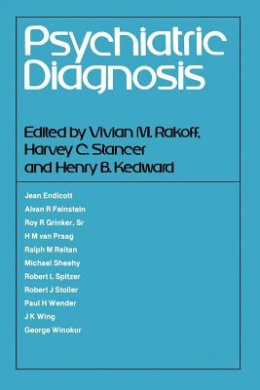 Psychiatric
Diagnosis
Edited by Vivian M. Rakoff,
Harvey C. Stancer
and Henry B. Kedward
Jean Endicott
Alvan R Feinstein
Roy R Grinker, Sr
H M van Praag
Ralph M Reitan
Michael Sheehy
Robert L Spitzer
Robert J Stoller
Paul H Wender
J K Wing
George Winokur